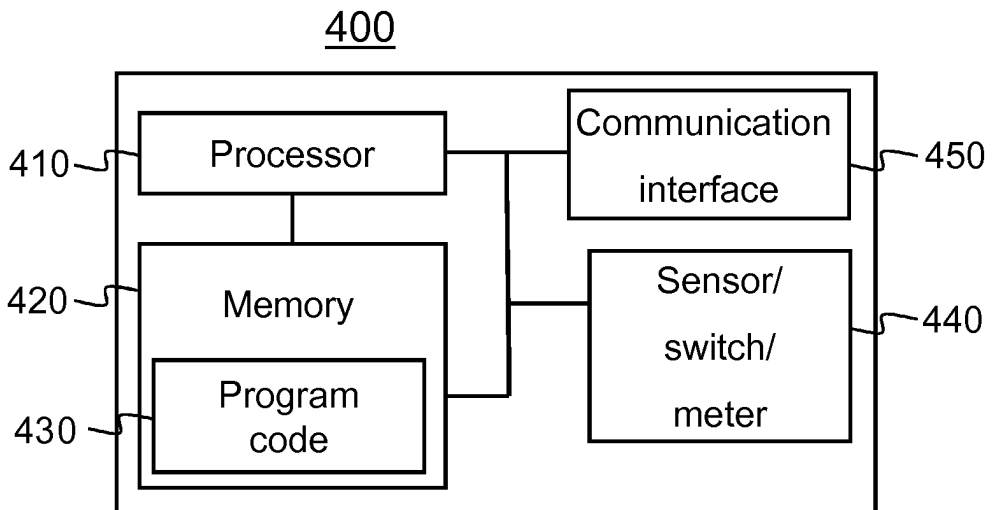 400
410
Processor
Communication
interface
450
420
Memory
Sensor/
switch/
meter
440
430
Program
code